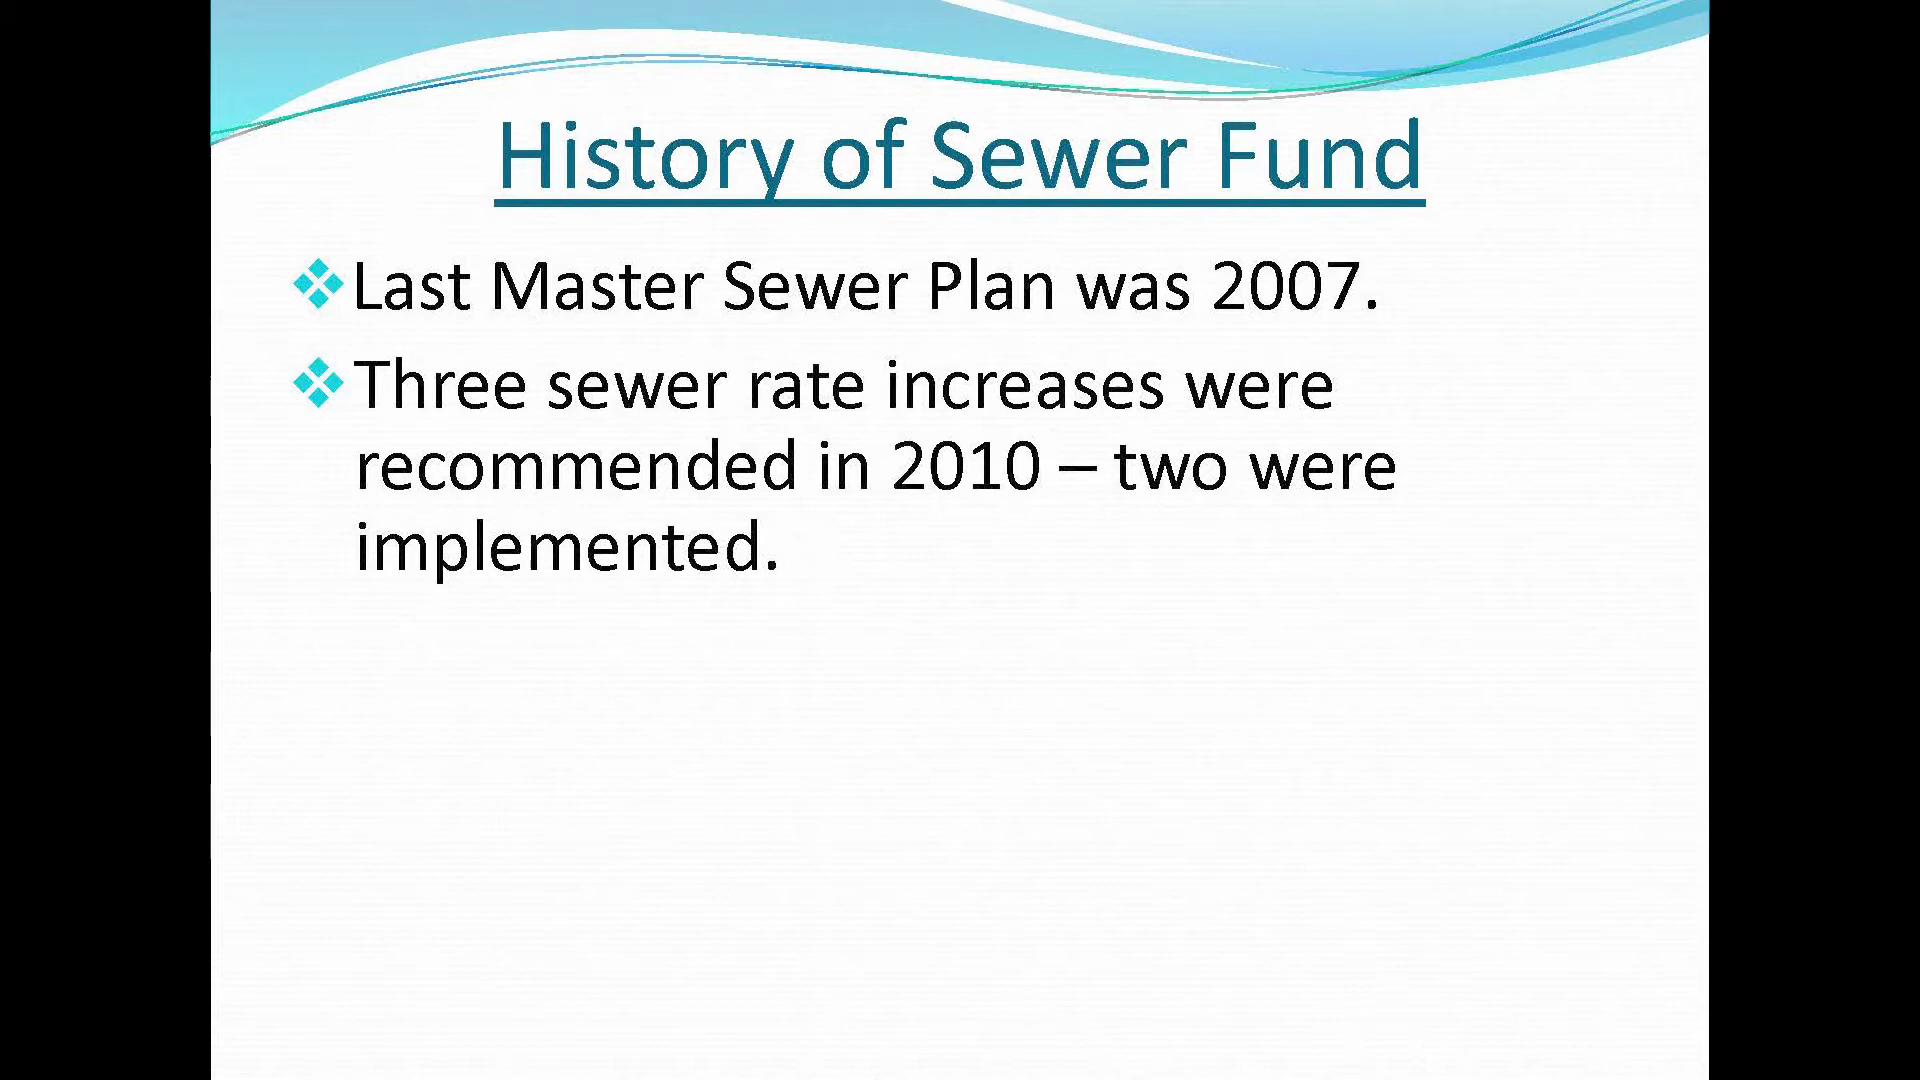 History of Sewer Fund
Last Master Sewer Plan was 2007.
Three sewer rate increases were
recommended in 2010 – two were
implemented.